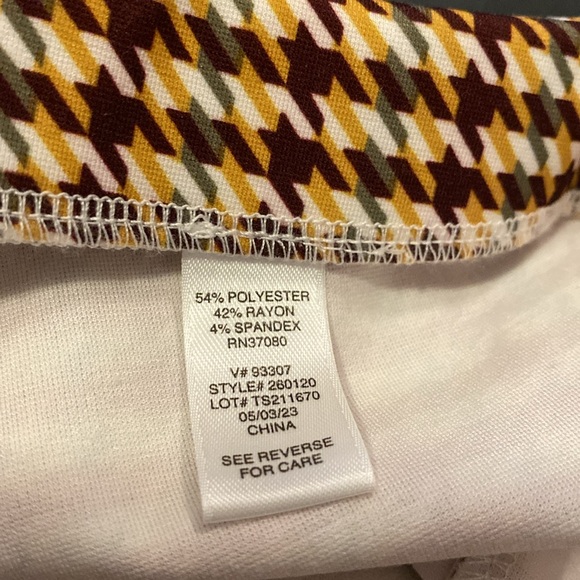 54% POLYESTER
42% RAYON
4% SPANDEX
RN37080
V# 93307
STYLE# 260120
LOT# TS211670
05/03/23
CHINA
SEE REVERSE
FOR CARE